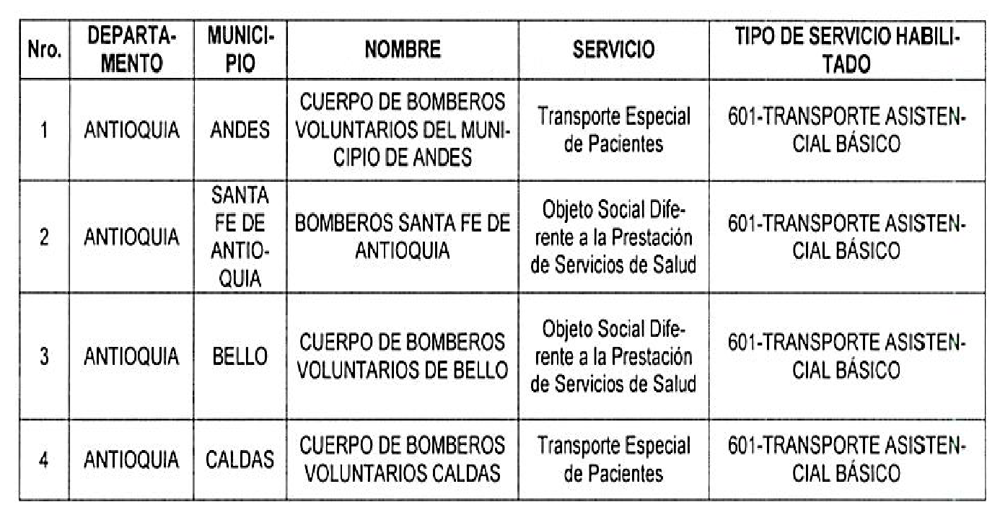 Nro.
DEPARTA-
MENTO
MUNICI-
PIO
NOMBRE
SERVICIO
TIPO DE SERVICIO HABILI-
TADO
1
ANTIOQUIA
ANDES
CUERPO DE BOMBEROS
VOLUNTARIOS DEL MUNI-
CIPIO DE ANDES
Transporte Especial
de Pacientes
601-TRANSPORTE ASISTEN-
CIAL BÁSICO
2
ANTIOQUIA
SANTA
FE DE
ANTIO-
QUIA
BOMBEROS SANTA FE DE
ANTIOQUIA
Objeto Social Dife-
rente a la Prestación
de Servicios de Salud
601-TRANSPORTE ASISTEN-
CIAL BÁSICO
3
ANTIOQUIA
BELLO
CUERPO DE BOMBEROS
VOLUNTARIOS DE BELLO
Objeto Social Dife-
rente a la Prestación
de Servicios de Salud
601-TRANSPORTE ASISTEN-
CIAL BÁSICO
4
ANTIOQUIA
CALDAS
CUERPO DE BOMBEROS
VOLUNTARIOS CALDAS
Transporte Especial
de Pacientes
601-TRANSPORTE ASISTEN-
CIAL BÁSICO